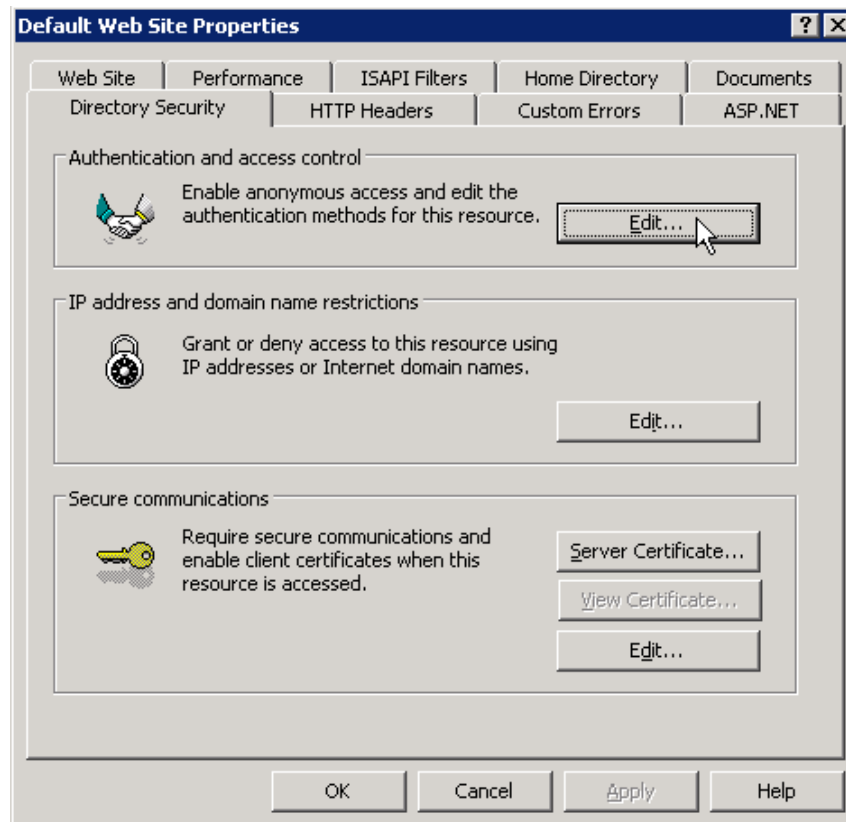 Default Web Site Properties
Web Site Performance ISAPI Filters Home Directory Documents
Directory Security HTTP Headers Custom Errors ASP.NET
Authentication and access control
Enable anonymous access and edit the
authentication methods for this resource.
Edit...
IP address and domain name restrictions
Grant or deny access to this resource using
IP addresses or Internet domain names.
Edit...
Secure communications
Require secure communications and
enable client certificates when this
resource is accessed.
Server Certificate...
View Certificate...
Edit...
OK Cancel Apply Help